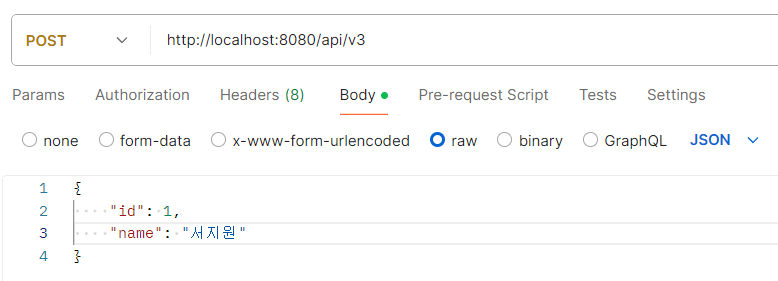 POST http://localhost:8080/api/v3
Params Authorization Headers (8) Body Pre-request Script Tests Settings
none form-data x-www-form-urlencoded raw binary GraphQL JSON
1 {
2 "id": 1,
3 "name": "서지원"
4 }